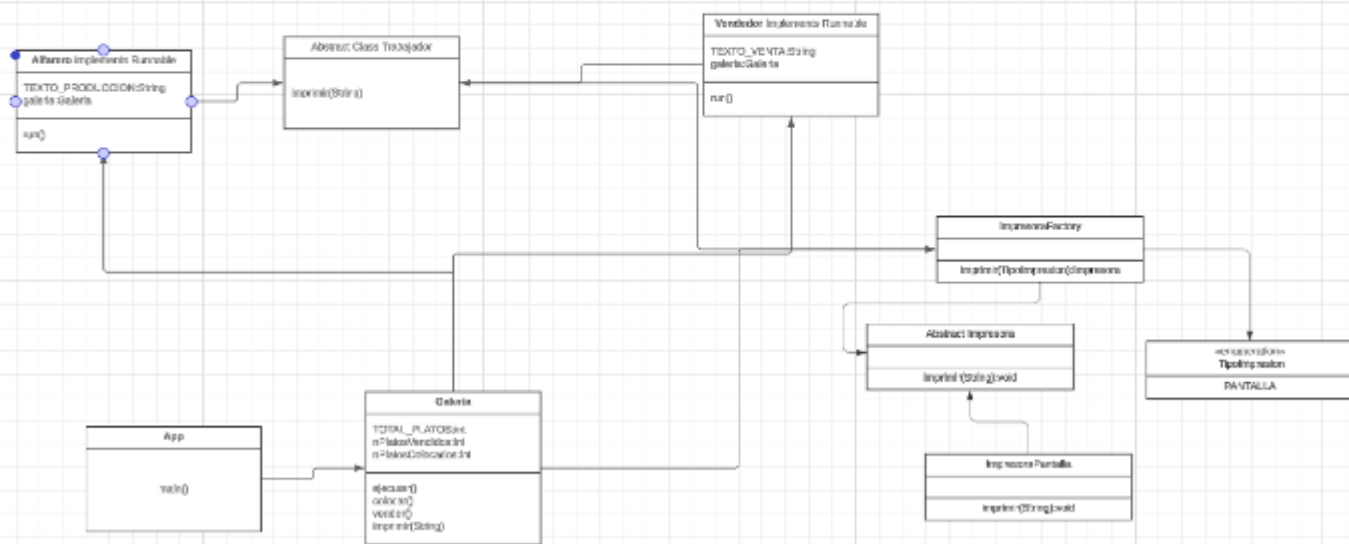 Alfarero implements Runnable
TEXTO_PRODUCCION:String
galeria:Galeria
run()
Abstract Class Trabajador
imprimir(String)
Vendedor implements Runnable
TEXTO_VENTA:String
galeria:Galeria
run()
ImpresoraFactory
imprimir(TipoImpresion):Impresora
Abstract Impresora
imprimir(String):void
«enumeration»
TipoImpresion
PANTALLA
ImpresoraPantalla
imprimir(String):void
App
main()
Galeria
TOTAL_PLATOS:int
nPlatosVendidos:int
nPlatosColocados:int
ejecutar()
colocar()
vender()
imprimir(String)